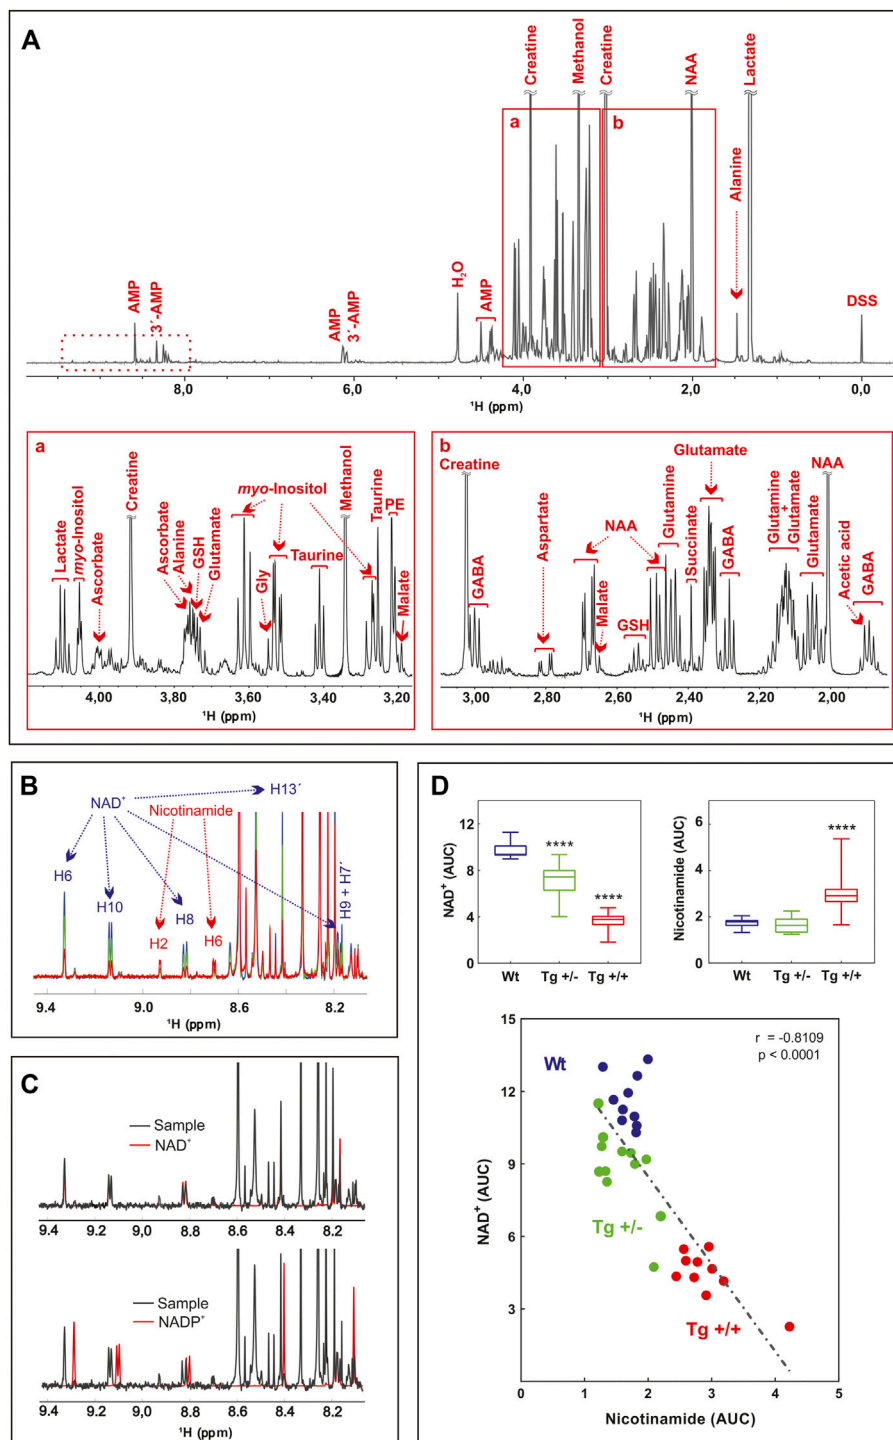 A
Creatine
Methanol
Creatine
NAA
Lactate
a
b
Alanine
AMP
3´-AMP
AMP
3´-AMP
H₂O
AMP
DSS
8,0
6,0
4,0
2,0
0,0
¹H (ppm)
a
Lactate
myo-Inositol
Ascorbate
Creatine
Ascorbate
Alanine
GSH
Glutamate
myo-Inositol
Gly
Taurine
Methanol
Taurine
PE
Malate
4,00
3,80
3,60
3,40
3,20
¹H (ppm)
b
Creatine
GABA
Aspartate
NAA
Malate
GSH
Glutamine
Succinate
Glutamate
GABA
Glutamine
+
Glutamate
Glutamate
NAA
Acetic acid
GABA
3,00
2,80
2,60
2,40
2,20
2,00
¹H (ppm)
B
H13´
NAD⁺
Nicotinamide
H6
H10
H8
H2
H6
H9 + H7´
9.4
9,0
8.6
8.2
¹H (ppm)
C
Sample
NAD⁺
9.4
9.2
9,0
8.8
8.6
8.4
8.2
Sample
NADP⁺
9.4
9.2
9,0
8.8
8.6
8.4
8.2
¹H (ppm)
D
NAD⁺ (AUC)
12
8
4
0
****
****
Wt
Tg +/-
Tg +/+
Nicotinamide (AUC)
6
4
2
0
****
Wt
Tg +/-
Tg +/+
NAD⁺ (AUC)
15
12
9
6
3
r = -0.8109
p < 0.0001
Wt
Tg +/-
Tg +/+
0
1
2
3
4
5
Nicotinamide (AUC)